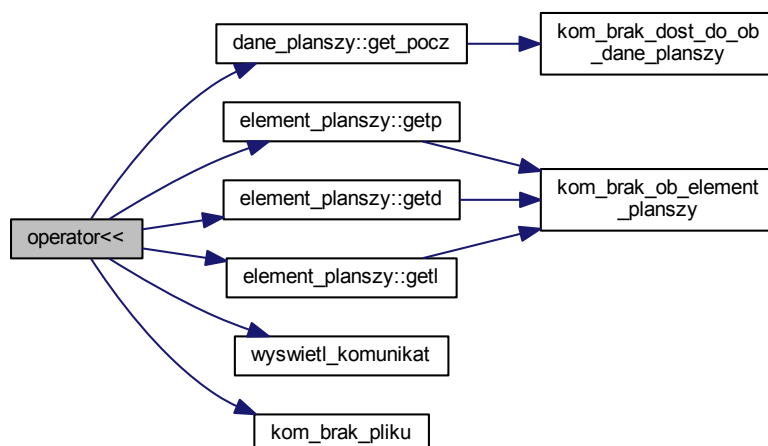 dane_planszy::get_pocz
kom_brak_dost_do_ob
_dane_planszy
element_planszy::getp
element_planszy::getd
kom_brak_ob_element
_planszy
operator<<
element_planszy::getl
wyswietl_komunikat
kom_brak_pliku